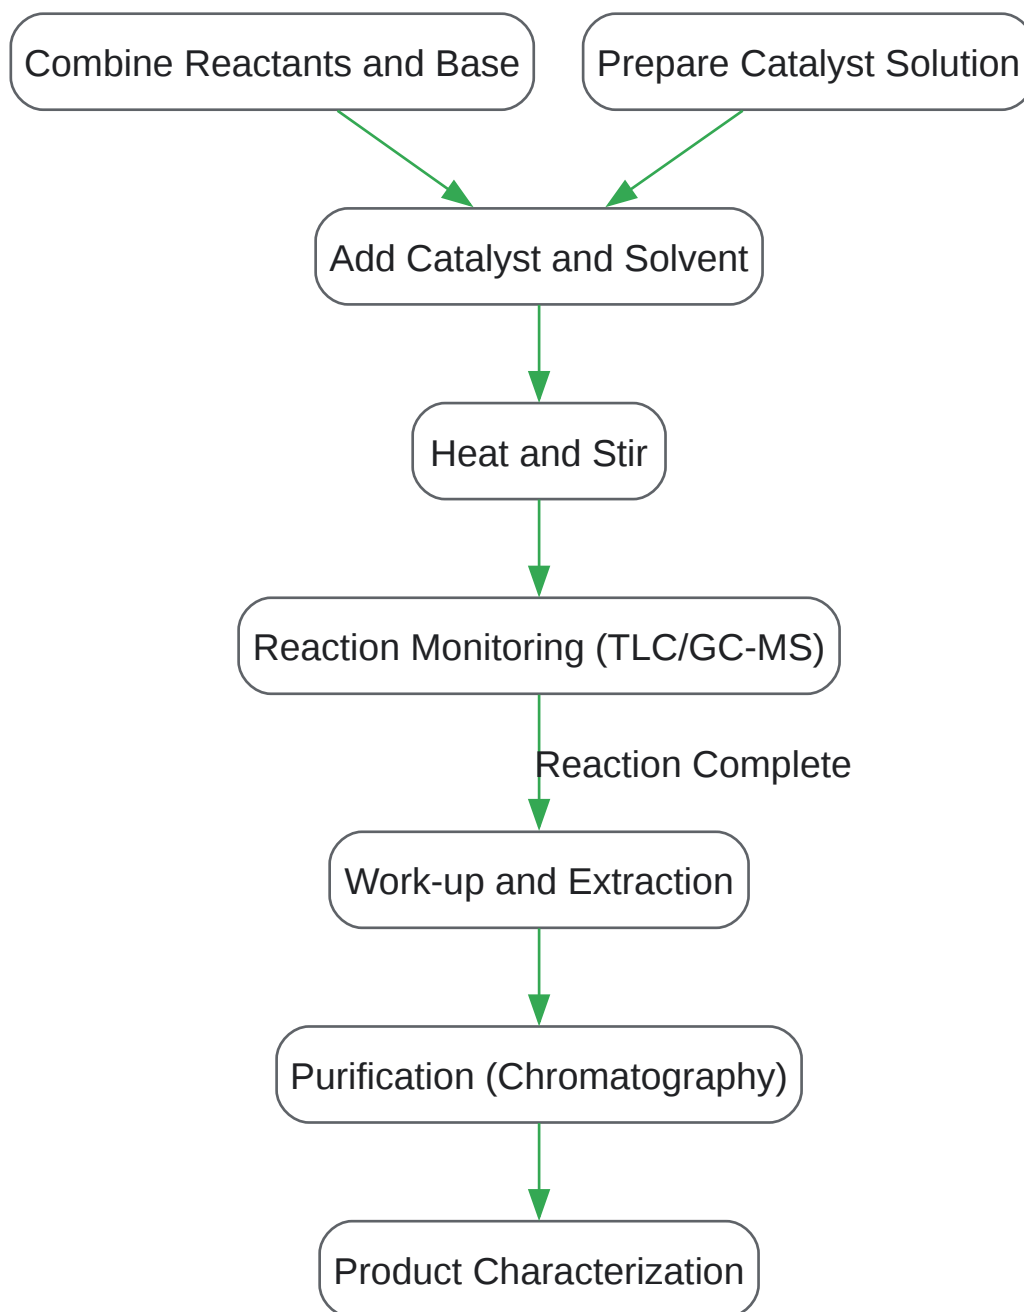 Combine Reactants and Base
Prepare Catalyst Solution
Add Catalyst and Solvent
Heat and Stir
Reaction Monitoring (TLC/GC-MS)
Reaction Complete
Work-up and Extraction
Purification (Chromatography)
Product Characterization